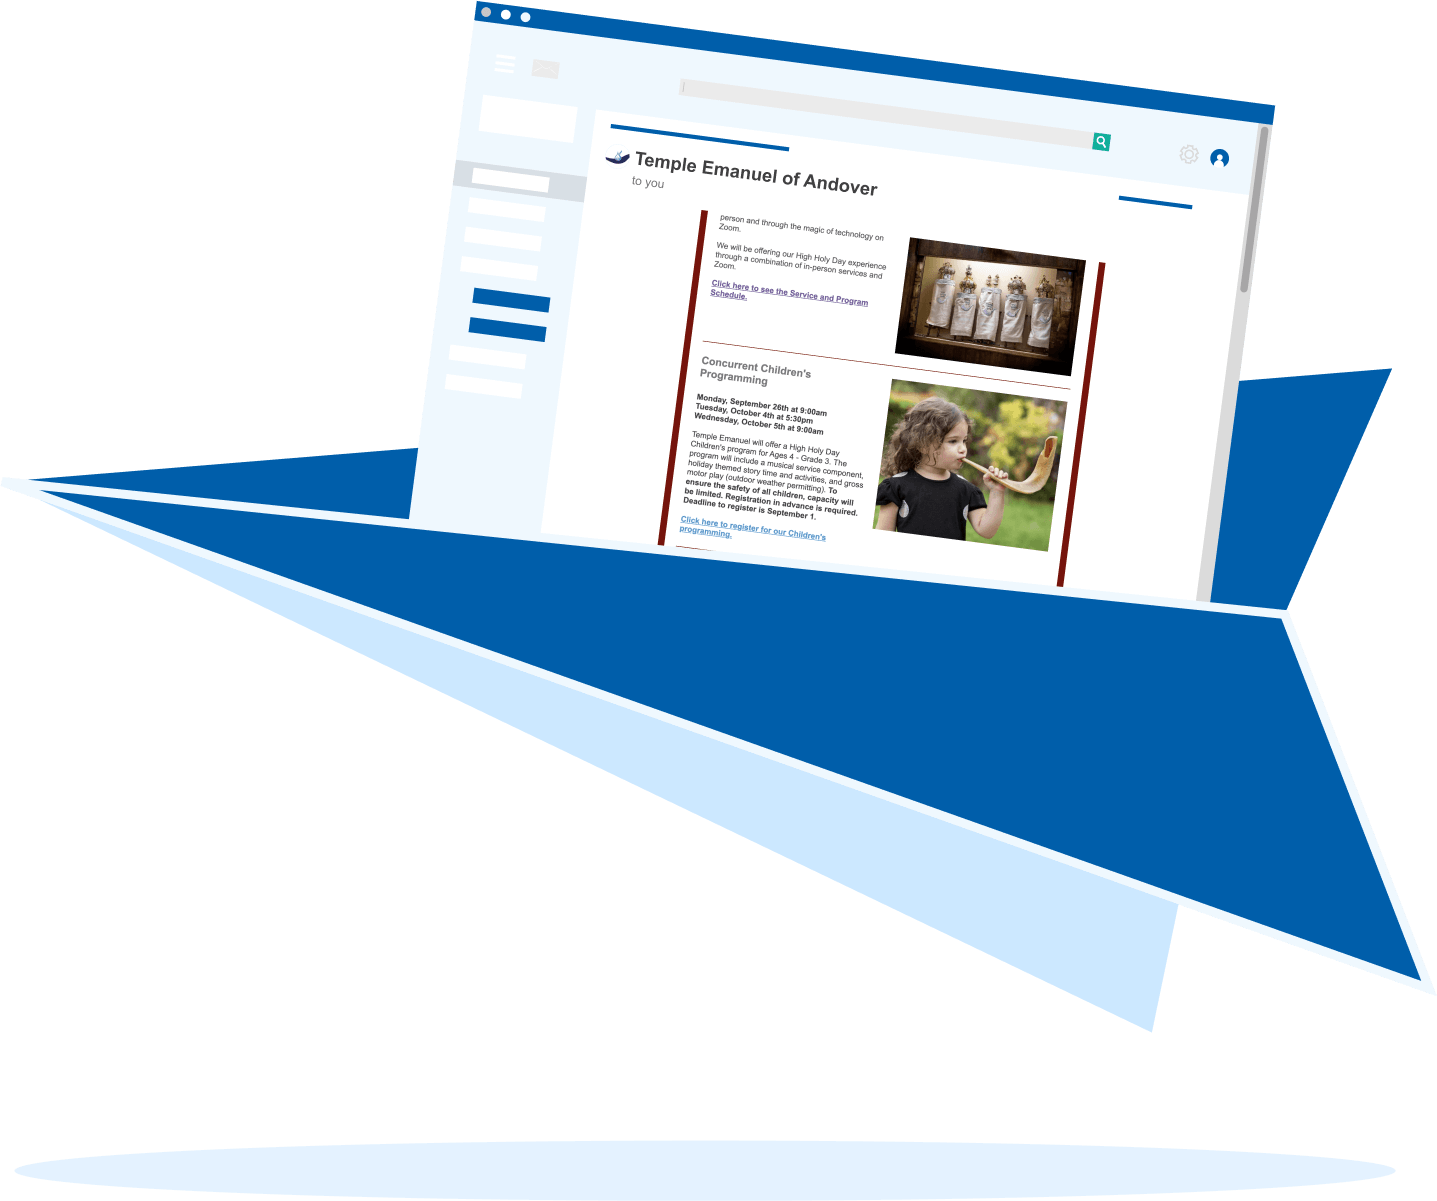 Temple Emanuel of Andover
to you
person and through the magic of technology on
Zoom.
We will be offering our High Holy Day experience
through a combination of in-person services and
Zoom.
Click here to see the Service and Program
Schedule.
Concurrent Children's
Programming
Monday, September 26th at 9:00am
Tuesday, October 4th at 5:30pm
Wednesday, October 5th at 9:00am
Temple Emanuel will offer a High Holy Day
Children's program for Ages 4 - Grade 3. The
program will include a musical service component,
holiday themed story time and activities, and gross
motor play (outdoor weather permitting). To
ensure the safety of all children, capacity will
be limited. Registration in advance is required.
Deadline to register is September 1.
Click here to register for our Children's
programming.